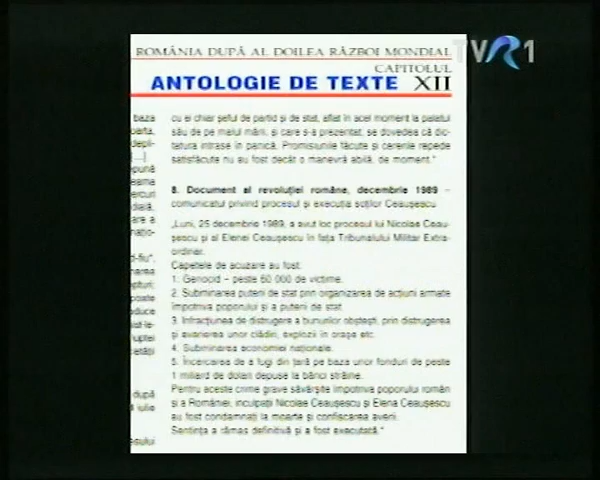 ROMÂNIA DUPĂ AL DOILEA RĂZBOI MONDIAL
TVR1
CAPITOLUL
ANTOLOGIE DE TEXTE XII
cu ei chiar șeful de partid și de stat, aflat în acel moment la palatul
său de pe malul mării, și care s-a prezentat, se dovedea că dic-
tatura intrase în panică. Promisiunile făcute și cererile repede
satisfăcute nu au fost decât o manevră abilă, de moment."
8. Document al revoluției române, decembrie 1989 –
comunicatul privind procesul și execuția soților Ceaușescu
„Luni, 25 decembrie 1989, a avut loc procesul lui Nicolae Ceau-
șescu și al Elenei Ceaușescu în fața Tribunalului Militar Extra-
ordinar.
Capetele de acuzare au fost:
1. Genocid – peste 60 000 de victime.
2. Subminarea puterii de stat prin organizarea de acțiuni armate
împotriva poporului și a puterii de stat.
3. Infracțiunea de distrugere a bunurilor obștești, prin distrugerea
și avarierea unor clădiri, explozii în orașe etc.
4. Subminarea economiei naționale.
5. Încercarea de a fugi din țară pe baza unor fonduri de peste
1 miliard de dolari depuse la bănci străine.
Pentru aceste crime grave săvârșite împotriva poporului român
și a României, inculpații Nicolae Ceaușescu și Elena Ceaușescu
au fost condamnați la moarte și confiscarea averii.
Sentința a rămas definitivă și a fost executată."
baza
[...]
după
iulie